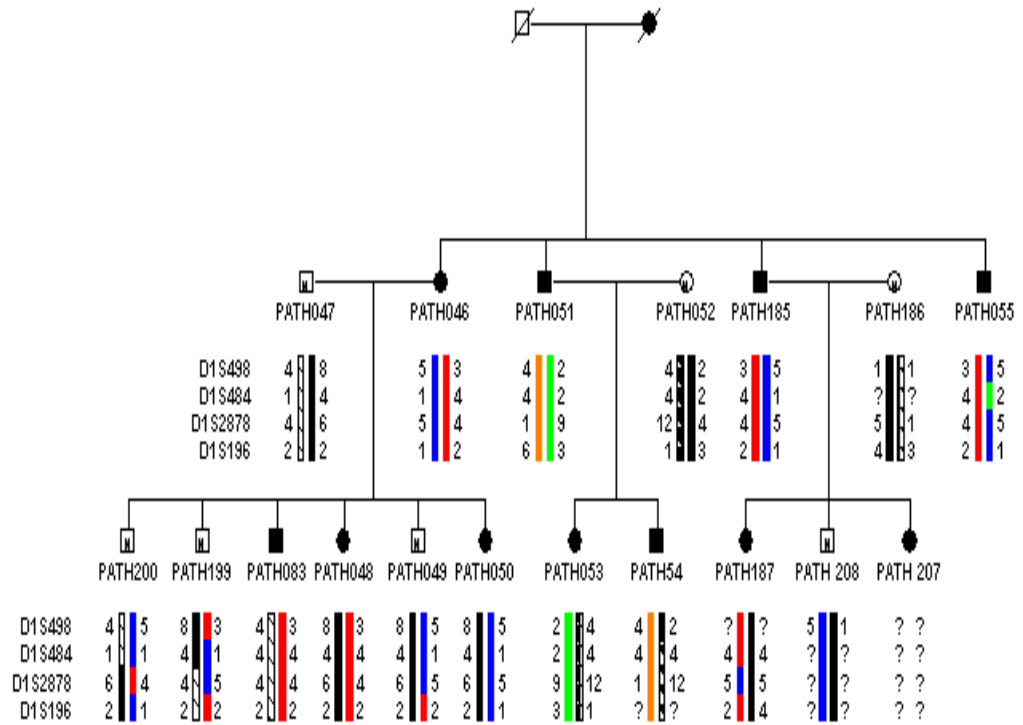 N N N
PATH047 PATH046 PATH051 PATH052 PATH185 PATH186 PATH055
D1S498 4 8 5 3 4 2 4 2 3 5 1 1 3 5
D1S484 1 4 1 4 4 2 4 2 4 1 ? ? 4 2
D1S2878 4 6 5 4 1 9 12 4 4 5 5 1 4 5
D1S196 2 2 1 2 6 3 1 3 2 1 4 3 2 1
N N N N
PATH200 PATH199 PATH083 PATH048 PATH049 PATH050 PATH053 PATH54 PATH187 PATH 208 PATH 207
D1S498 4 5 8 3 4 3 8 3 8 5 8 5 2 4 4 2 ? ? 5 1 ? ?
D1S484 1 1 4 1 4 4 4 4 4 1 4 1 2 4 4 4 4 4 ? ? ? ?
D1S2878 6 4 4 5 4 4 6 4 6 5 6 5 9 12 1 12 5 5 ? ? ? ?
D1S196 2 1 2 2 2 2 2 2 2 2 2 1 3 1 ? ? 2 4 ? ? ? ?